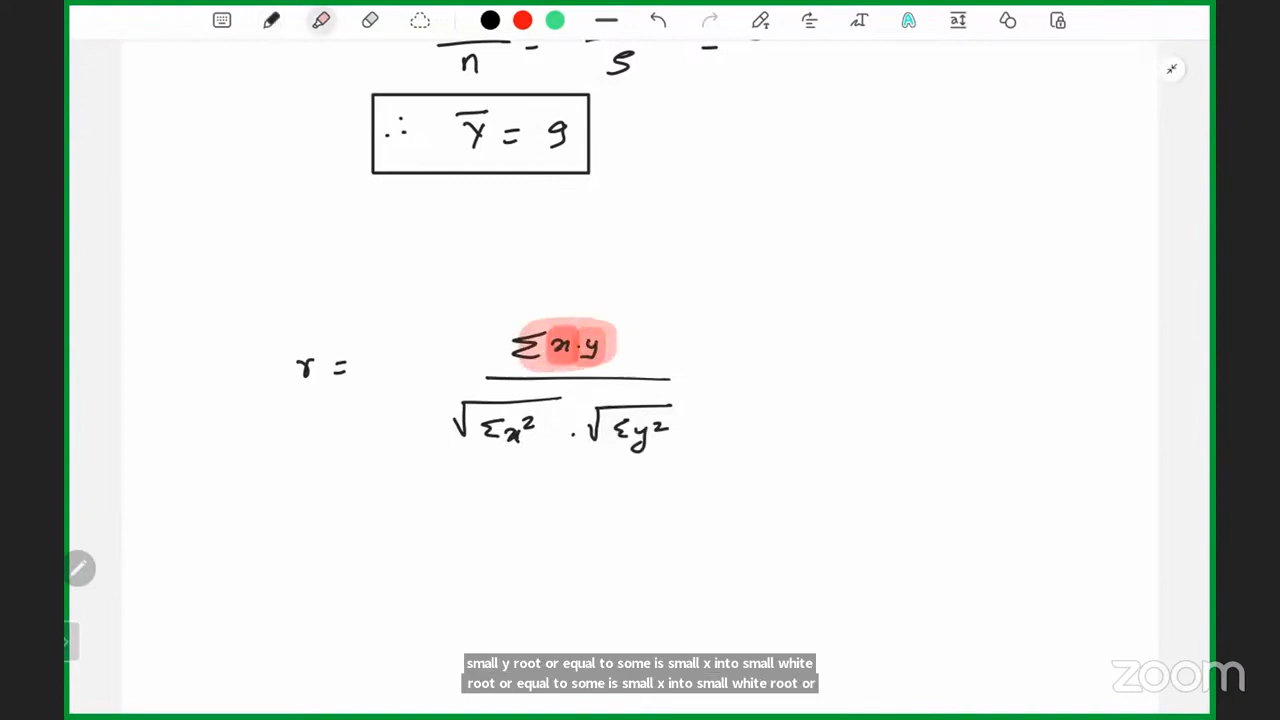 n = 5 =
∴ Y̅ = 9
r = Σ x.y
√Σx² . √Σy²
small y root or equal to some is small x into small white
root or equal to some is small x into small white root or
zoom